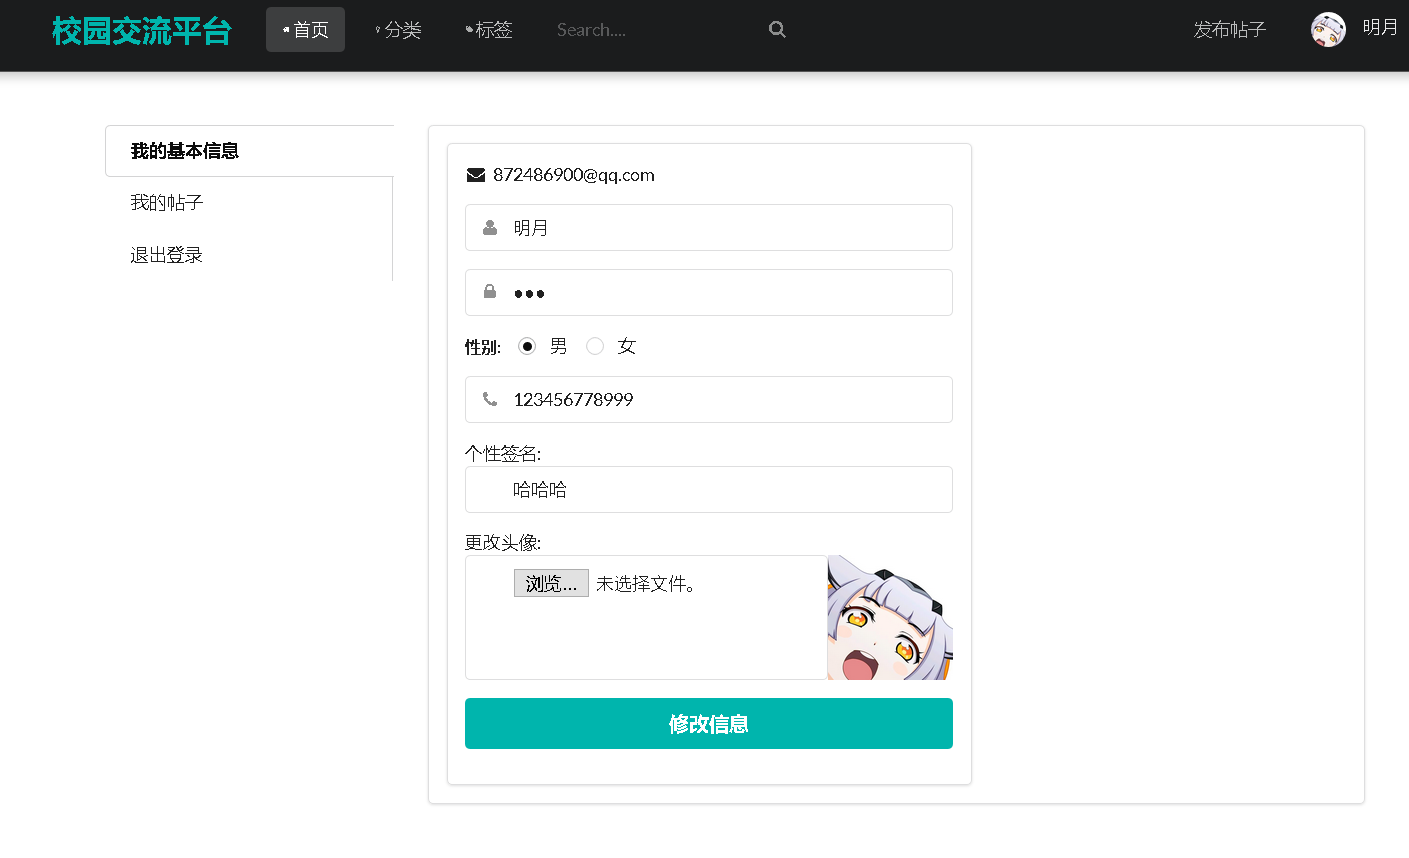 校园交流平台 首页 分类 标签 Search.... 发布帖子 明月
我的基本信息
我的帖子
退出登录
872486900@qq.com
明月
●●●
性别: 男 女
123456778999
个性签名:
哈哈哈
更改头像:
浏览... 未选择文件。
修改信息